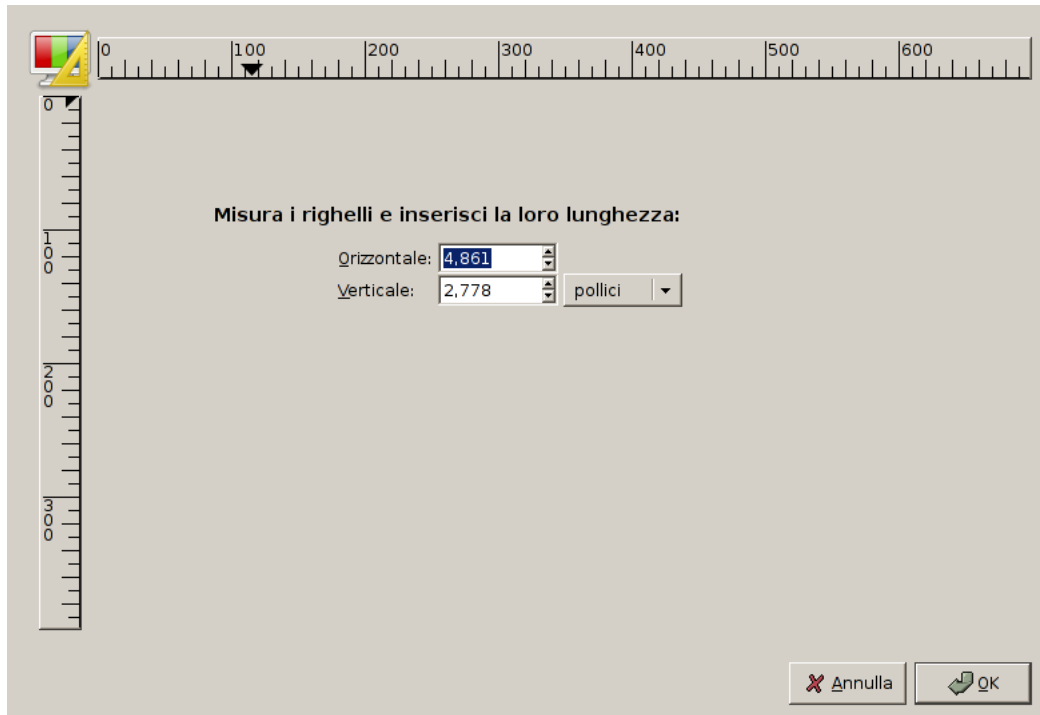 0 100 200 300 400 500 600
0
Misura i righelli e inserisci la loro lunghezza:
100
Orizzontale: 4,861
Verticale: 2,778 pollici
200
300
Annulla OK